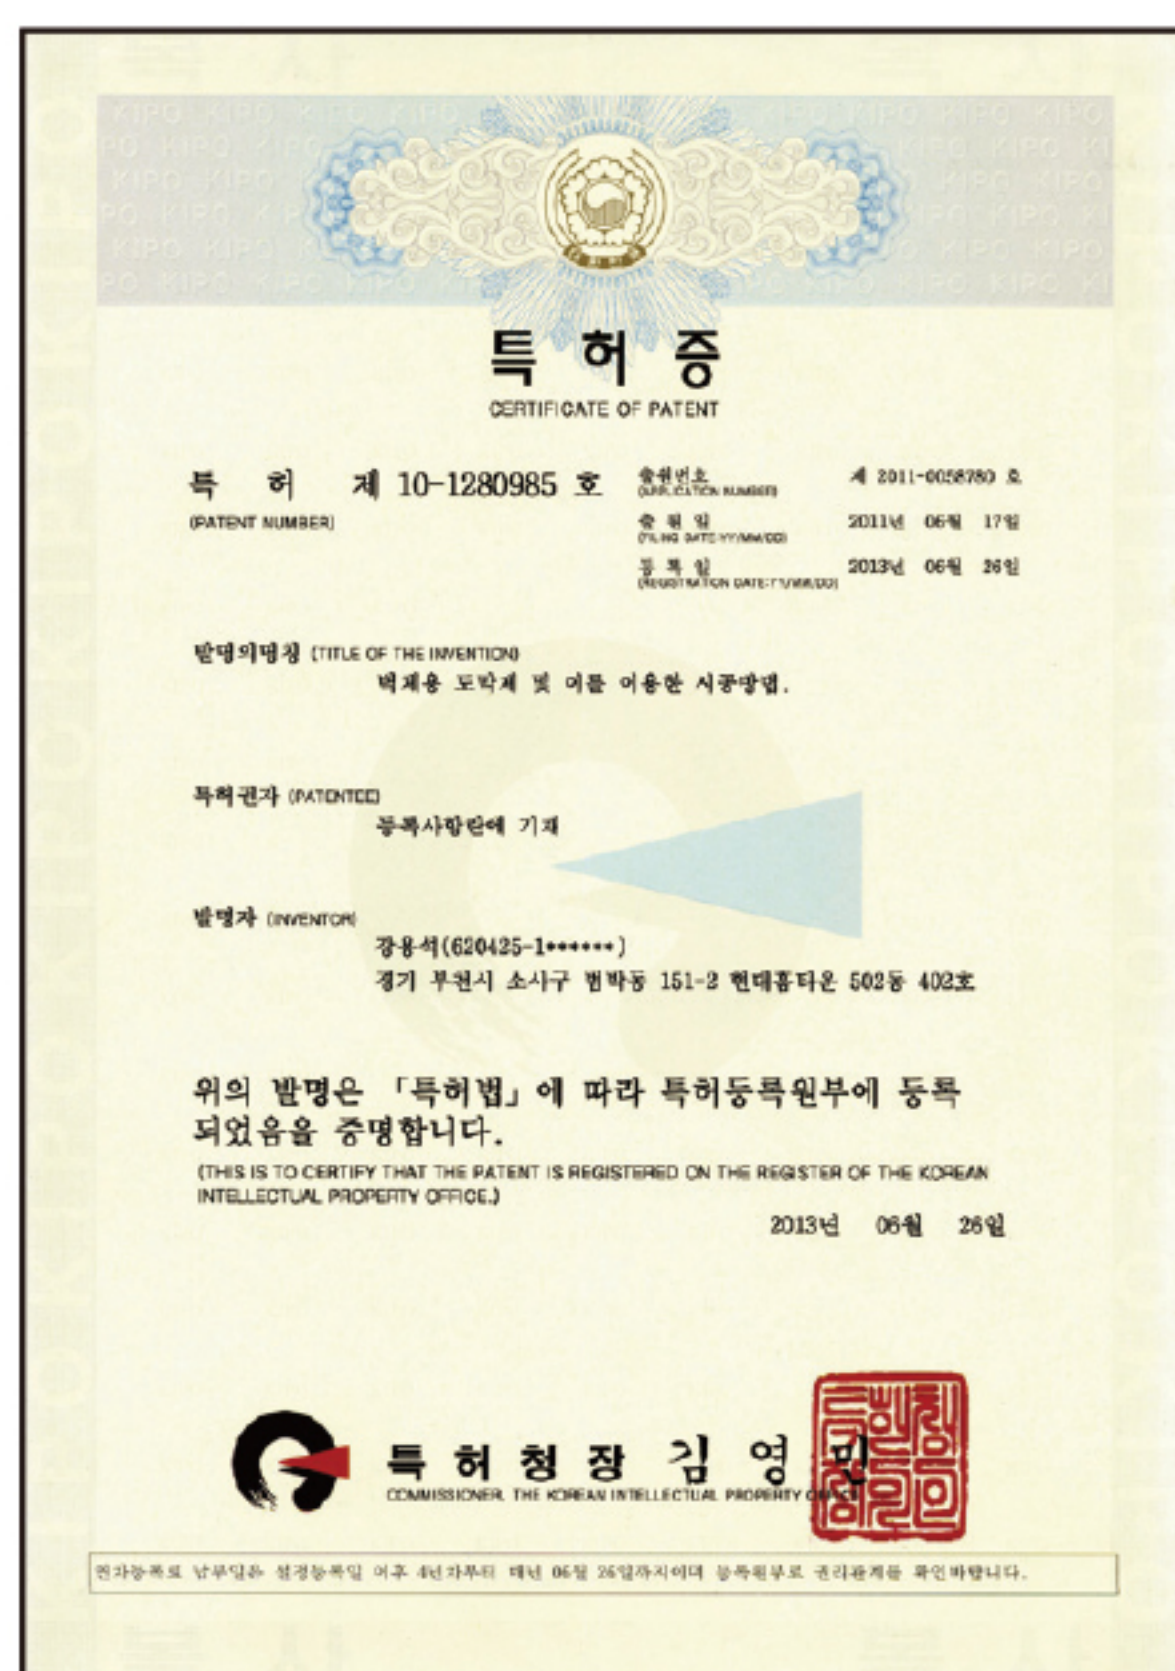 특 허 증
CERTIFICATE OF PATENT
특 허 제 10-1280985 호
(PATENT NUMBER)
출원번호 제 2011-0058780 호
(APPLICATION NUMBER)
출 원 일 2011년 06월 17일
(FILING DATE:YY/MM/DD)
등 록 일 2013년 06월 26일
(REGISTRATION DATE:YY/MM/DD)
발명의명칭 (TITLE OF THE INVENTION)
벽체용 도막제 및 이를 이용한 시공방법.
특허권자 (PATENTEE)
등록사항란에 기재
발명자 (INVENTOR)
강용석(620425-1******)
경기 부천시 소사구 범박동 151-2 현대홈타운 502동 402호
위의 발명은 「특허법」에 따라 특허등록원부에 등록
되었음을 증명합니다.
(THIS IS TO CERTIFY THAT THE PATENT IS REGISTERED ON THE REGISTER OF THE KOREAN
INTELLECTUAL PROPERTY OFFICE.)
2013년 06월 26일
특 허 청 장 김 영 민
COMMISSIONER, THE KOREAN INTELLECTUAL PROPERTY OFFICE
연차등록료 납부일은 설정등록일 이후 4년차부터 매년 06월 26일까지이며 등록원부로 권리관계를 확인바랍니다.